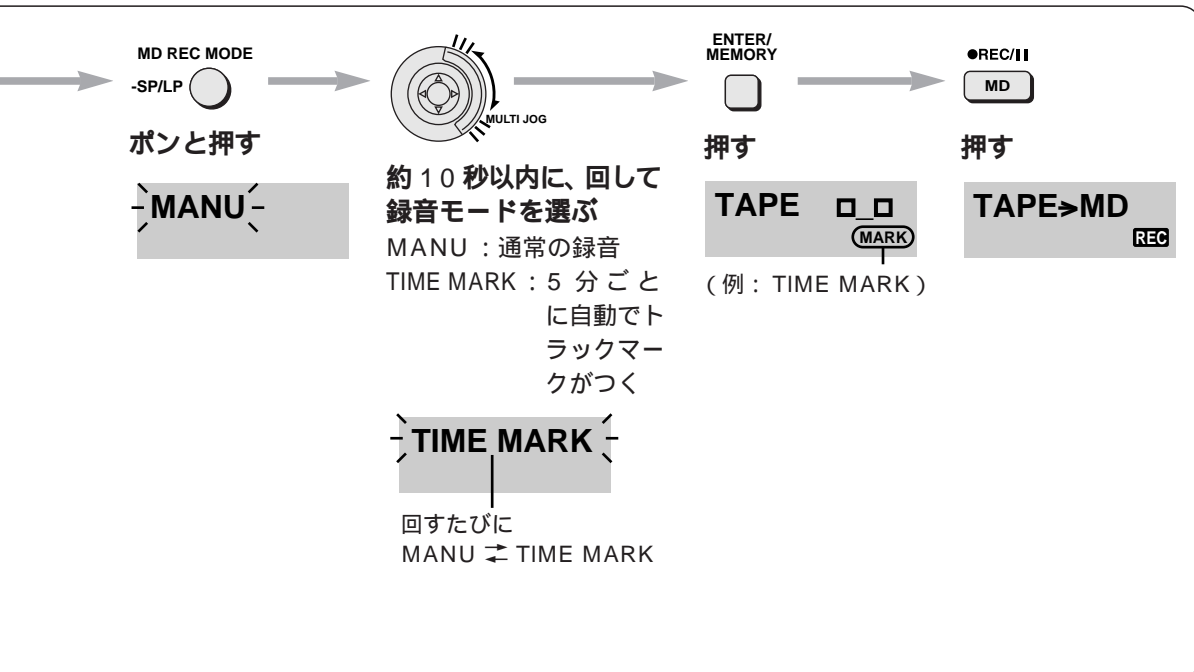 MD REC MODE
-SP/LP
ポンと押す
MANU
MULTI JOG
約10秒以内に、回して
録音モードを選ぶ
MANU：通常の録音
TIME MARK：5分ごと
に自動でト
ラックマー
クがつく
TIME MARK
回すたびに
MANU ⇄ TIME MARK
ENTER/
MEMORY
押す
TAPE ロ_ロ
MARK
(例：TIME MARK)
●REC/II
MD
押す
TAPE>MD
REC